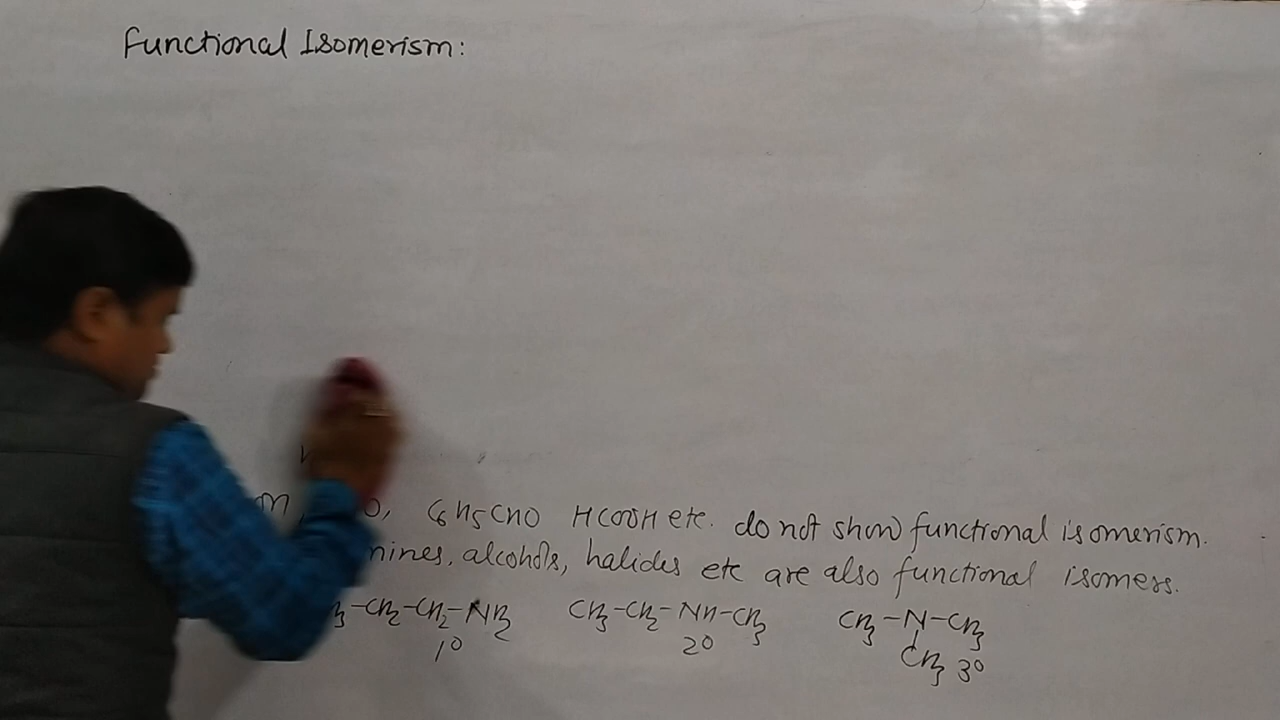 Functional Isomerism:
C6H5CHO HCOOH etc. do not show functional isomerism.
alcohols, halides etc are also functional isomers.
-CH2-CH2-NH2 CH3-CH2-NH-CH3 CH3-N-CH3
1° 2° CH3 3°